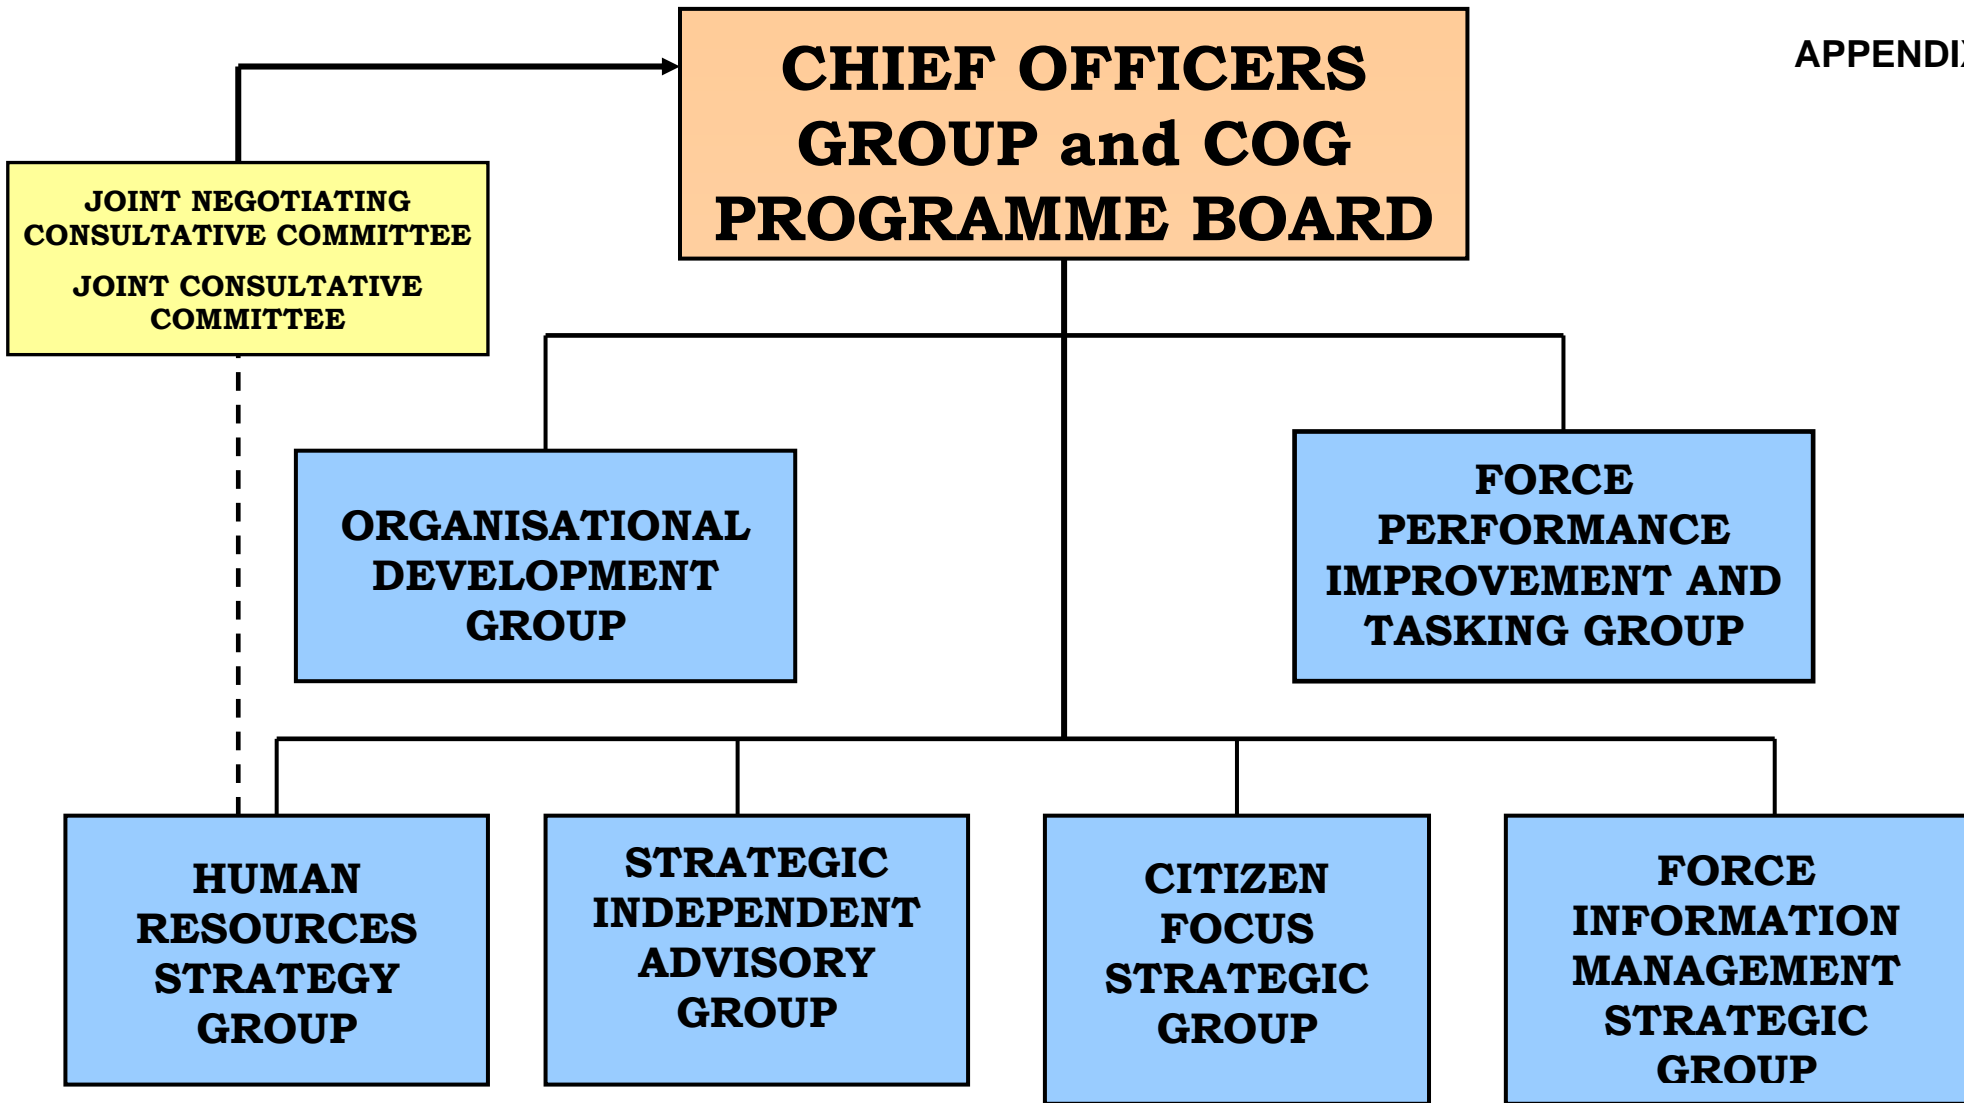 APPENDIX
CHIEF OFFICERS
GROUP and COG
PROGRAMME BOARD
JOINT NEGOTIATING
CONSULTATIVE COMMITTEE
JOINT CONSULTATIVE
COMMITTEE
ORGANISATIONAL
DEVELOPMENT
GROUP
FORCE
PERFORMANCE
IMPROVEMENT AND
TASKING GROUP
HUMAN
RESOURCES
STRATEGY
GROUP
STRATEGIC
INDEPENDENT
ADVISORY
GROUP
CITIZEN
FOCUS
STRATEGIC
GROUP
FORCE
INFORMATION
MANAGEMENT
STRATEGIC
GROUP